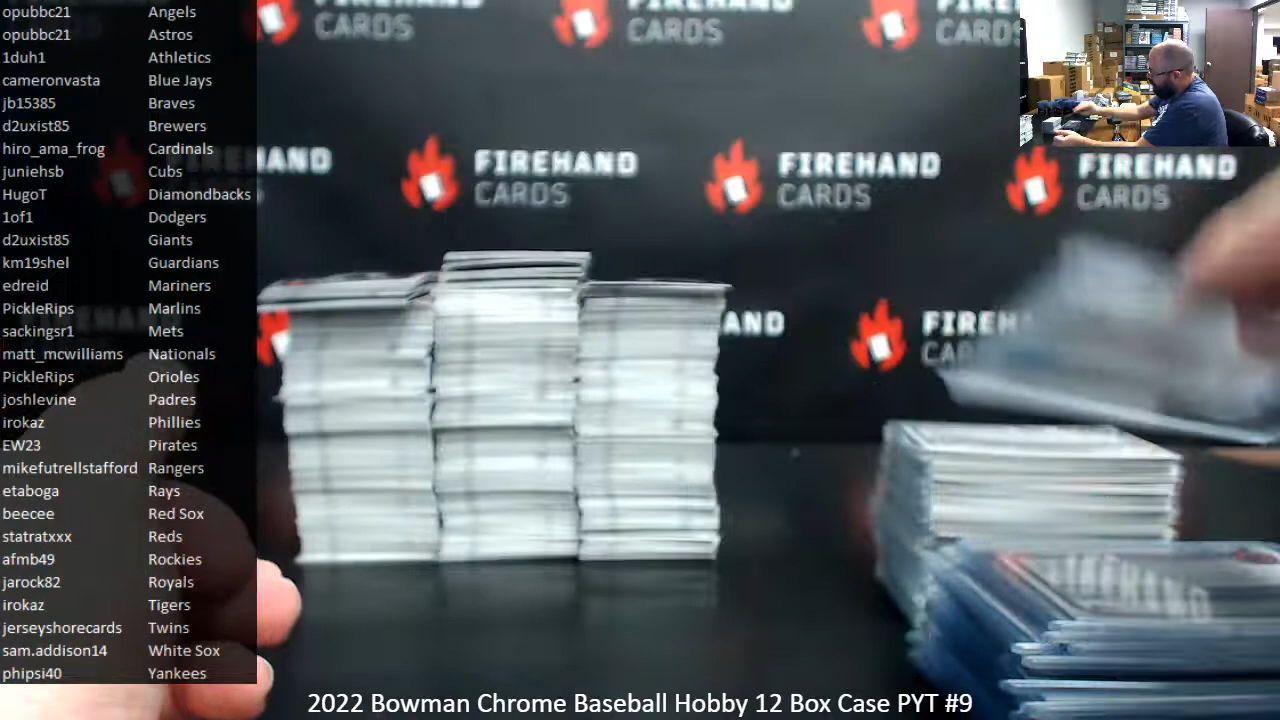 opubbc21 Angels
opubbc21 Astros
1duh1 Athletics
cameronvasta Blue Jays
jb15385 Braves
d2uxist85 Brewers
hiro_ama_frog Cardinals
juniehsb Cubs
HugoT Diamondbacks
1of1 Dodgers
d2uxist85 Giants
km19shel Guardians
edreid Mariners
PickleRips Marlins
sackingsr1 Mets
matt_mcwilliams Nationals
PickleRips Orioles
joshlevine Padres
irokaz Phillies
EW23 Pirates
mikefutrellstafford Rangers
etaboga Rays
beecee Red Sox
statratxxx Reds
afmb49 Rockies
jarock82 Royals
irokaz Tigers
jerseyshorecards Twins
sam.addison14 White Sox
phipsi40 Yankees
CARDS
CARDS
CARDS
FIREHAND
CARDS
FIREHAND
CARDS
FIREHAND
CARDS
2022 Bowman Chrome Baseball Hobby 12 Box Case PYT #9